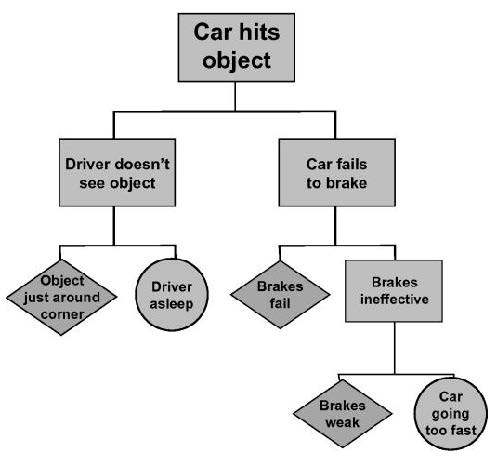 Car hits
object
Driver doesn't
see object
Car fails
to brake
Object
just around
corner
Driver
asleep
Brakes
fail
Brakes
ineffective
Brakes
weak
Car
going
too fast